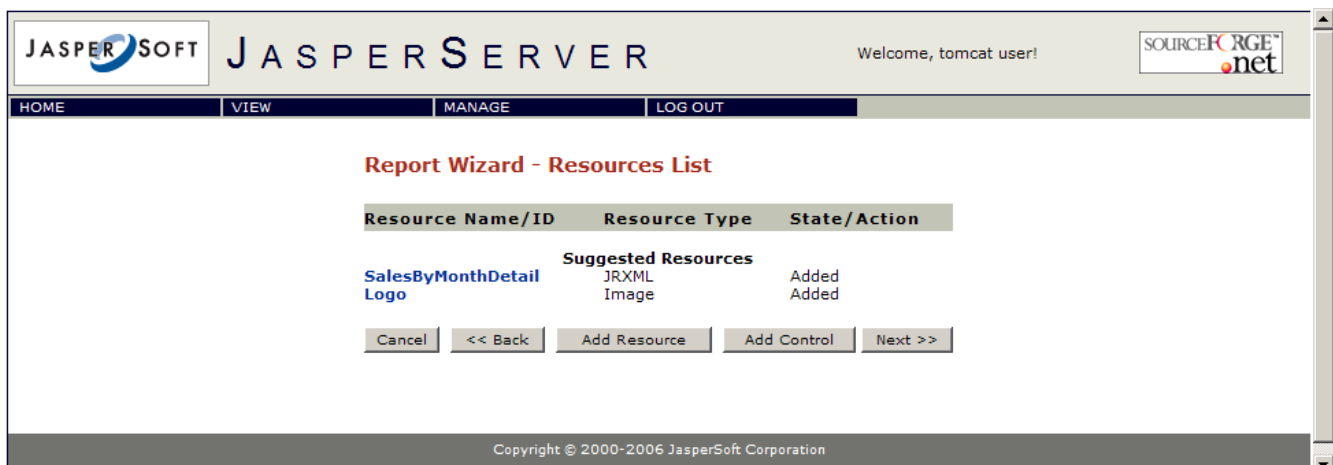 JASPERSOFT JASPERSERVER Welcome, tomcat user! SOURCEFORGE™ .net
HOME VIEW MANAGE LOG OUT
Report Wizard - Resources List
Resource Name/ID Resource Type State/Action
Suggested Resources
SalesByMonthDetail JRXML Added
Logo Image Added
Cancel << Back Add Resource Add Control Next >>
Copyright © 2000-2006 JasperSoft Corporation